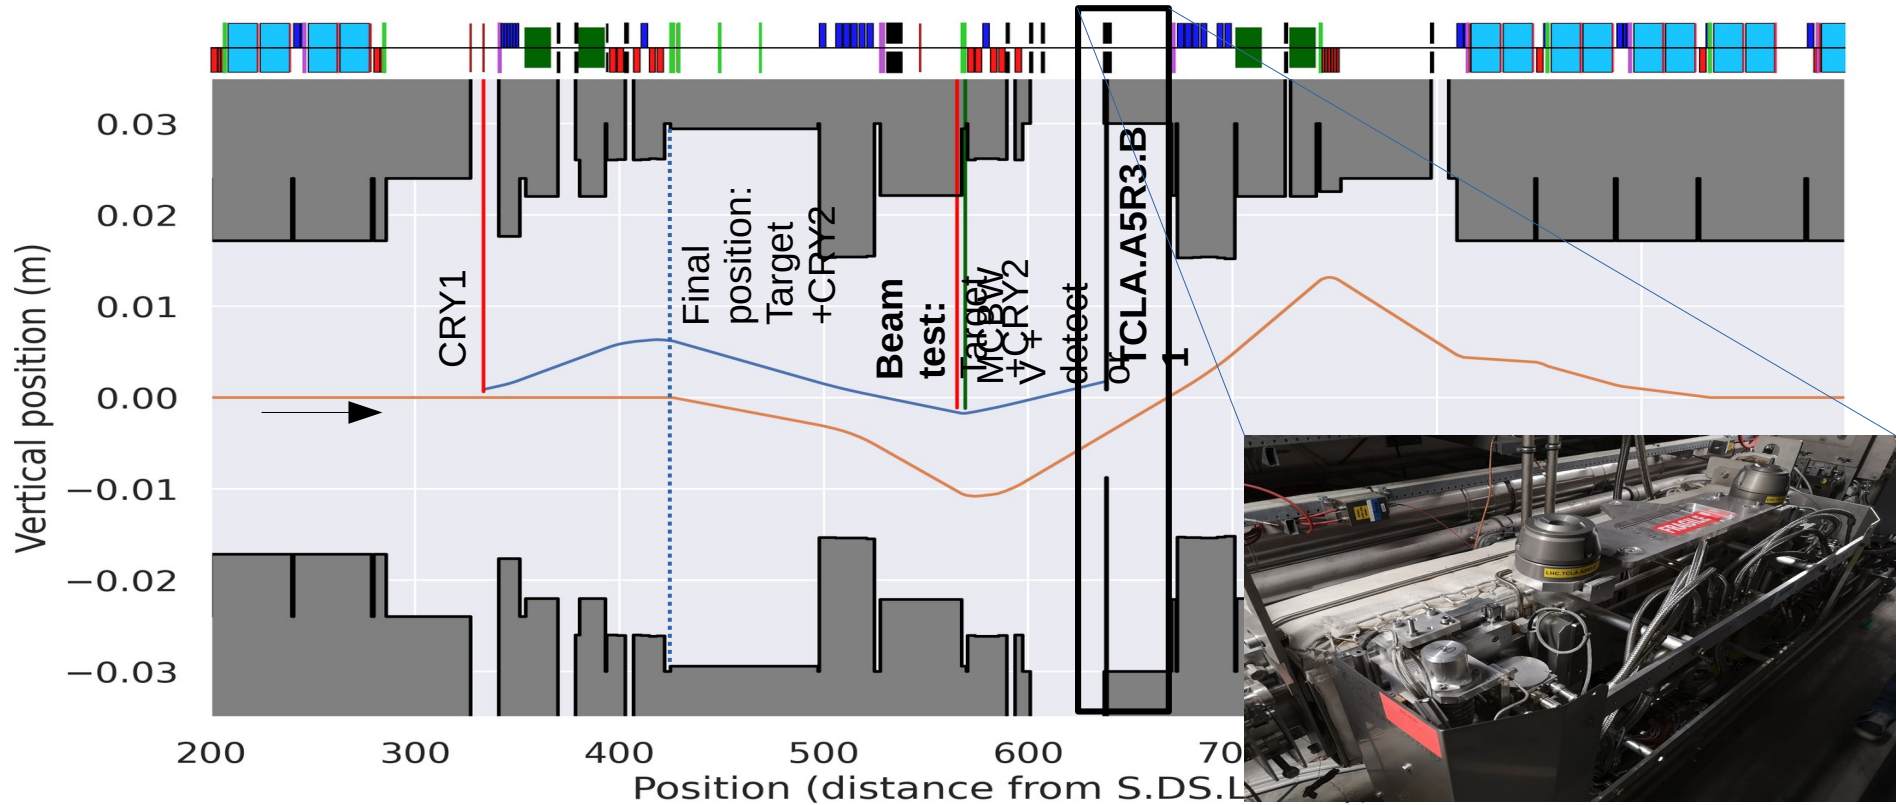 0.03
0.02
0.01
0.00
−0.01
−0.02
−0.03
Vertical position (m)
CRY1
Final
position:
Target
+CRY2
Beam
test:
Target
+CRY2
MCBW
V +
detect
or
TCLA.A5R3.B
1
FRAGILE
200
300
400
500
600
70
Position (distance from S.DS.L